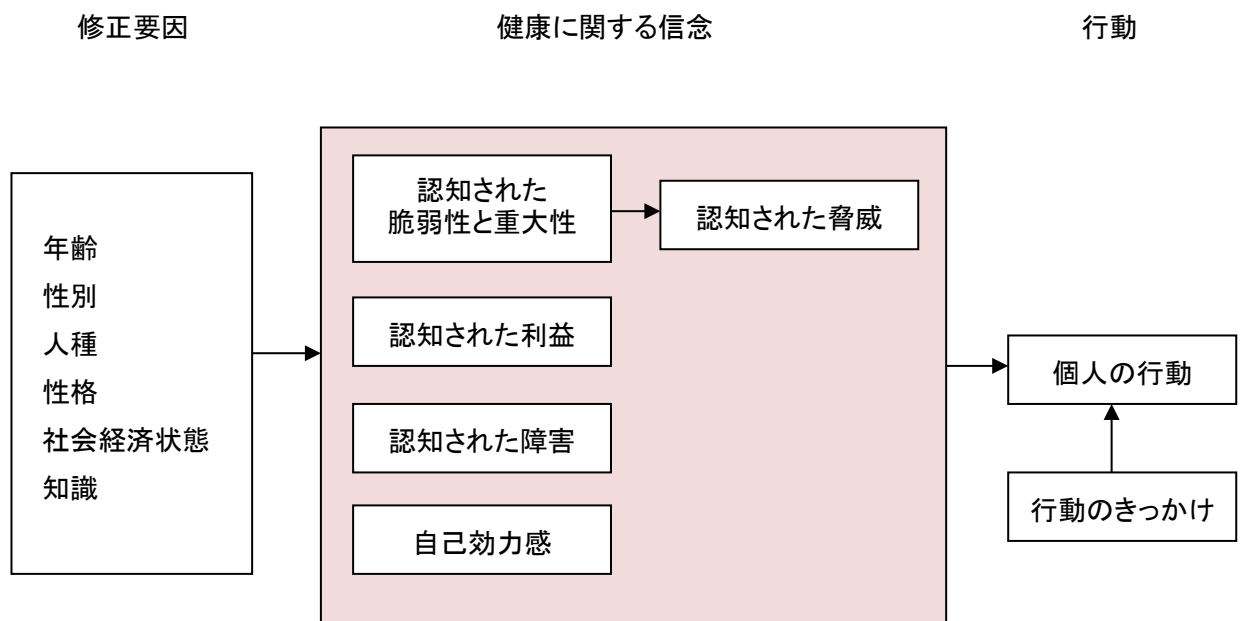 修正要因
健康に関する信念
行動
年齢
性別
人種
性格
社会経済状態
知識
認知された
脆弱性と重大性
認知された脅威
認知された利益
認知された障害
自己効力感
個人の行動
行動のきっかけ